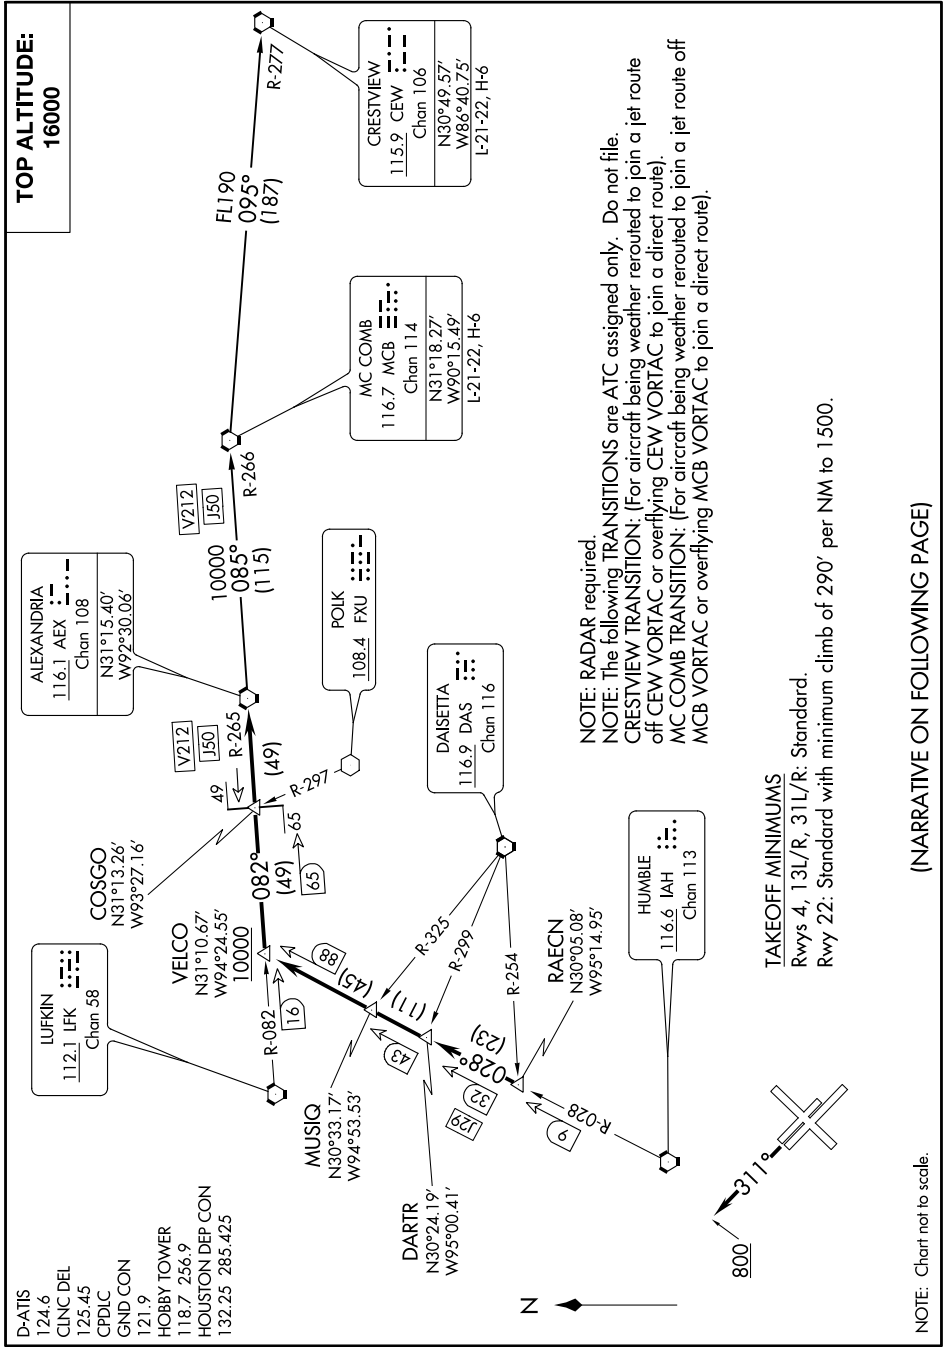 TOP ALTITUDE:
16000
D-ATIS
124.6
CLNC DEL
125.45
CPDLC
GND CON
121.9
HOBBY TOWER
118.7 256.9
HOUSTON DEP CON
132.25 285.425
LUFKIN
112.1 LFK
Chan 58
R-082
16
VELCO
N31°10.67'
W94°24.55'
10000
COSGO
N31°13.26'
W93°27.16'
082°
(49)
65
65
49
R-265
(49)
V212
J50
ALEXANDRIA
116.1 AEX
Chan 108
N31°15.40'
W92°30.06'
10000
085°
(115)
V212
J50
R-266
FL190
095°
(187)
R-277
CRESTVIEW
115.9 CEW
Chan 106
N30°49.57'
W86°40.75'
L-21-22, H-6
MC COMB
116.7 MCB
Chan 114
N31°18.27'
W90°15.49'
L-21-22, H-6
POLK
108.4 FXU
R-297
DAISETTA
116.9 DAS
Chan 116
R-325
R-299
R-254
88
(45)
MUSIQ
N30°33.17'
W94°53.53'
43
(11)
DARTR
N30°24.19'
W95°00.41'
32
J29
(23)
028°
RAECN
N30°05.08'
W95°14.95'
9
R-028
HUMBLE
116.6 IAH
Chan 113
NOTE: RADAR required.
NOTE: The following TRANSITIONS are ATC assigned only. Do not file.
CRESTVIEW TRANSITION: (For aircraft being weather rerouted to join a jet route
off CEW VORTAC or overflying CEW VORTAC to join a direct route).
MC COMB TRANSITION: (For aircraft being weather rerouted to join a jet route off
MCB VORTAC or overflying MCB VORTAC to join a direct route).
TAKEOFF MINIMUMS
Rwys 4, 13L/R, 31L/R: Standard.
Rwy 22: Standard with minimum climb of 290' per NM to 1500.
N
800
311°
NOTE: Chart not to scale.
(NARRATIVE ON FOLLOWING PAGE)